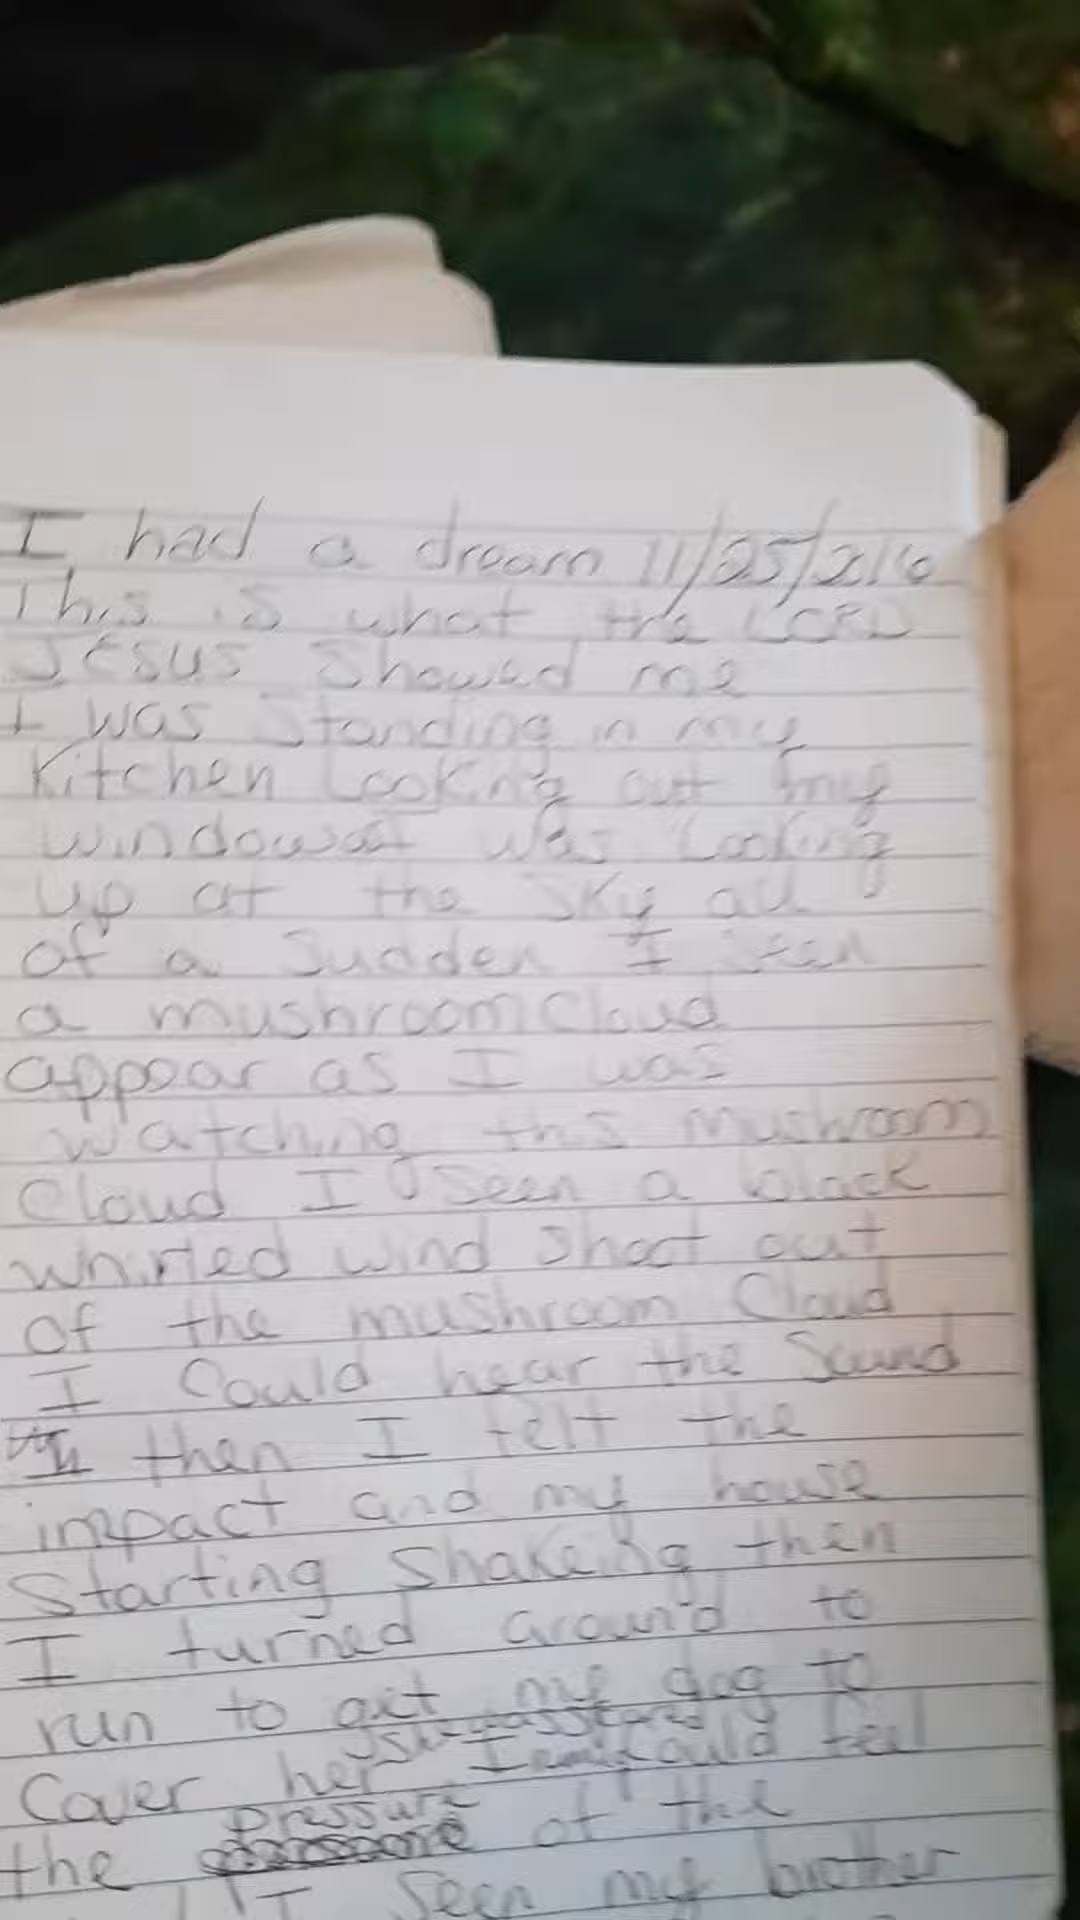 I had a dream 11/25/216
This is what the LORD
JESUS Showed me
I was Standing in my
Kitchen Looking out my
window was Looking
up at the Sky all
of a Sudden I seen
a mushroom Cloud
appear as I was
watching this mushroom
Cloud I seen a black
whirled wind shoot out
of the mushroom Cloud
I Could hear the Sound
then I felt the
impact and my house
Starting Shakeing then
I turned around to
run to get my dog to
she was scared
Cover her I could feel
pressure
the of the
I Seen my brother